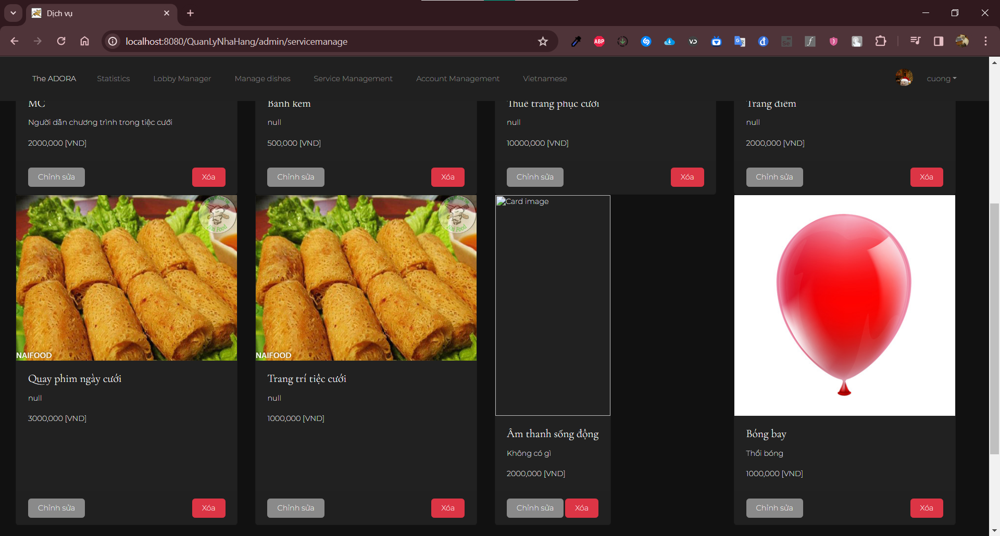 Dịch vụ
localhost:8080/QuanLyNhaHang/admin/servicemanage
The ADORA Statistics Lobby Manager Manage dishes Service Management Account Management Vietnamese cuong
MC Bánh kem Thuê trang phục cưới Trang điểm
Người dẫn chương trình trong tiệc cưới null null null
2000,000 [VND] 500,000 [VND] 10000,000 [VND] 2000,000 [VND]
Chỉnh sửa Xóa Chỉnh sửa Xóa Chỉnh sửa Xóa Chỉnh sửa Xóa
Card image
Nai Food
Nai Food
NAIFOOD
NAIFOOD
Quay phim ngày cưới
null
3000,000 [VND]
Chỉnh sửa Xóa
Trang trí tiệc cưới
null
1000,000 [VND]
Chỉnh sửa Xóa
Âm thanh sống động
Không có gì
2000,000 [VND]
Chỉnh sửa Xóa
Bóng bay
Thổi bóng
1000,000 [VND]
Chỉnh sửa Xóa